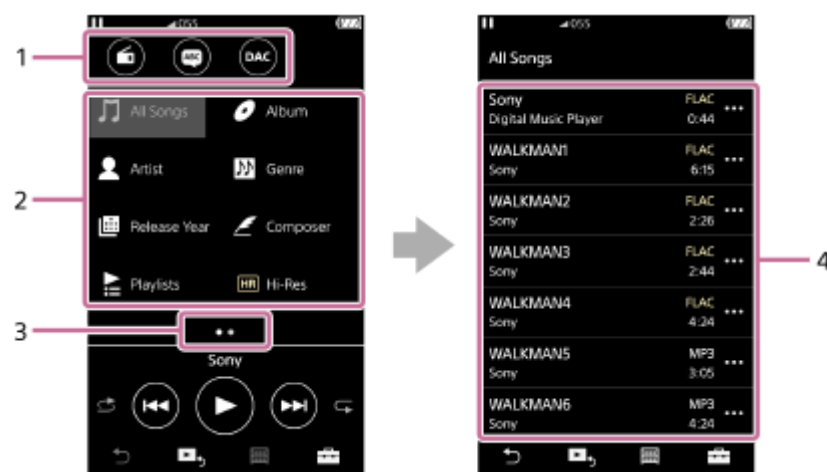 055
1
ABC
DAC
2
All Songs
Album
Artist
Genre
Release Year
Composer
Playlists
HR Hi-Res
3
Sony
055
All Songs
Sony FLAC
Digital Music Player 0:44
WALKMAN1 FLAC
Sony 6:15
WALKMAN2 FLAC
Sony 2:26
WALKMAN3 FLAC
Sony 2:44
WALKMAN4 FLAC
Sony 4:24
WALKMAN5 MP3
Sony 3:05
WALKMAN6 MP3
Sony 4:24
4